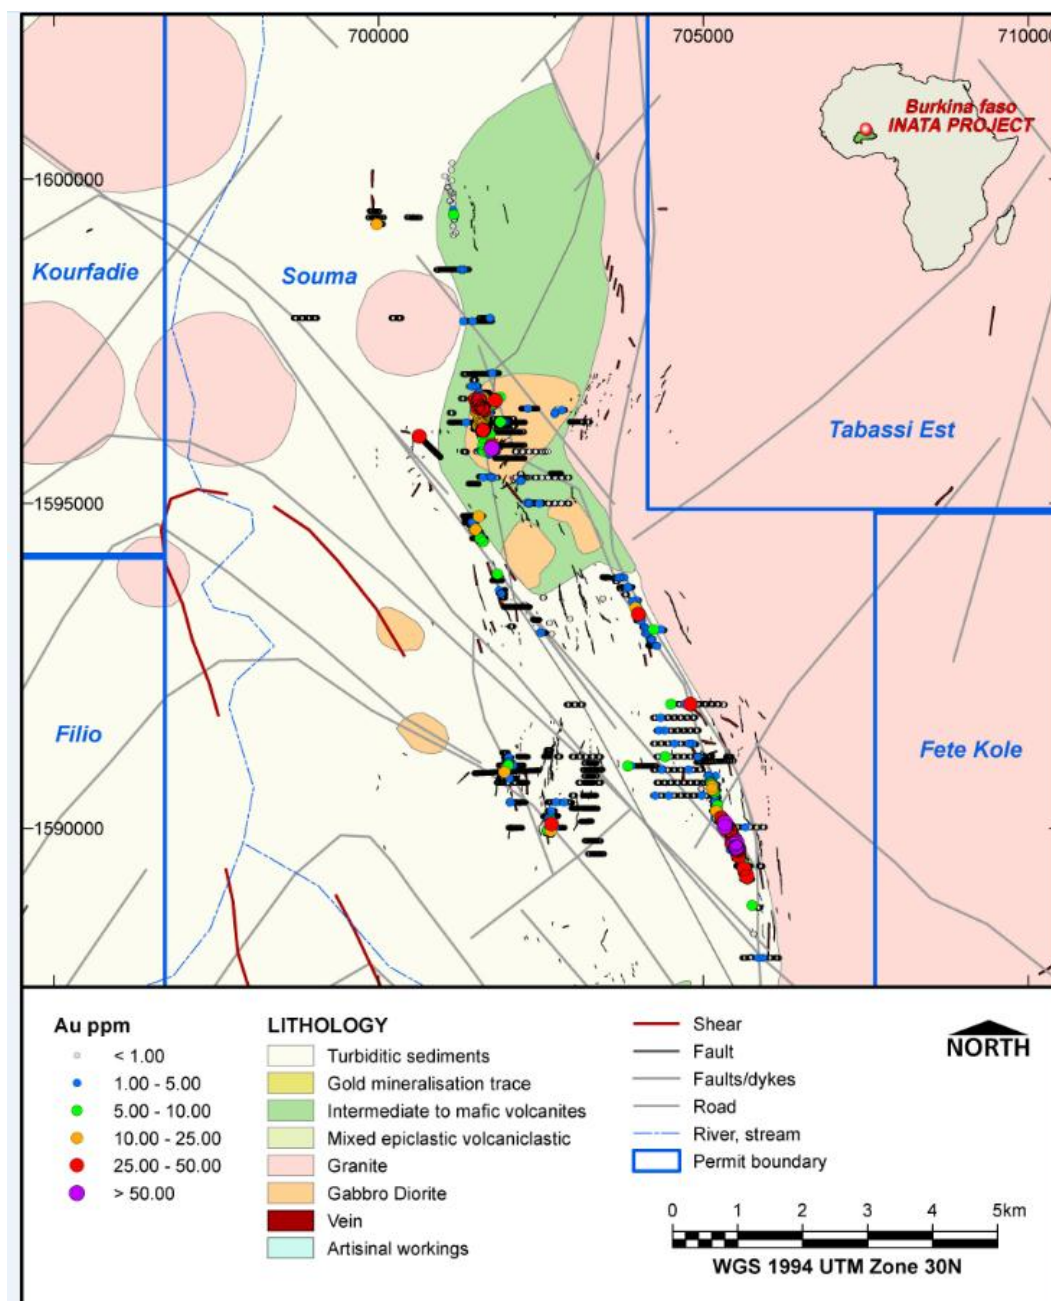 700000
705000
710000
Burkina faso
INATA PROJECT
1600000
Kourfadie
Souma
Tabassi Est
1595000
Filio
Fete Kole
1590000
Au ppm
< 1.00
1.00 - 5.00
5.00 - 10.00
10.00 - 25.00
25.00 - 50.00
> 50.00
LITHOLOGY
Turbiditic sediments
Gold mineralisation trace
Intermediate to mafic volcanites
Mixed epiclastic volcaniclastic
Granite
Gabbro Diorite
Vein
Artisinal workings
Shear
Fault
Faults/dykes
Road
River, stream
Permit boundary
NORTH
0 1 2 3 4 5km
WGS 1994 UTM Zone 30N